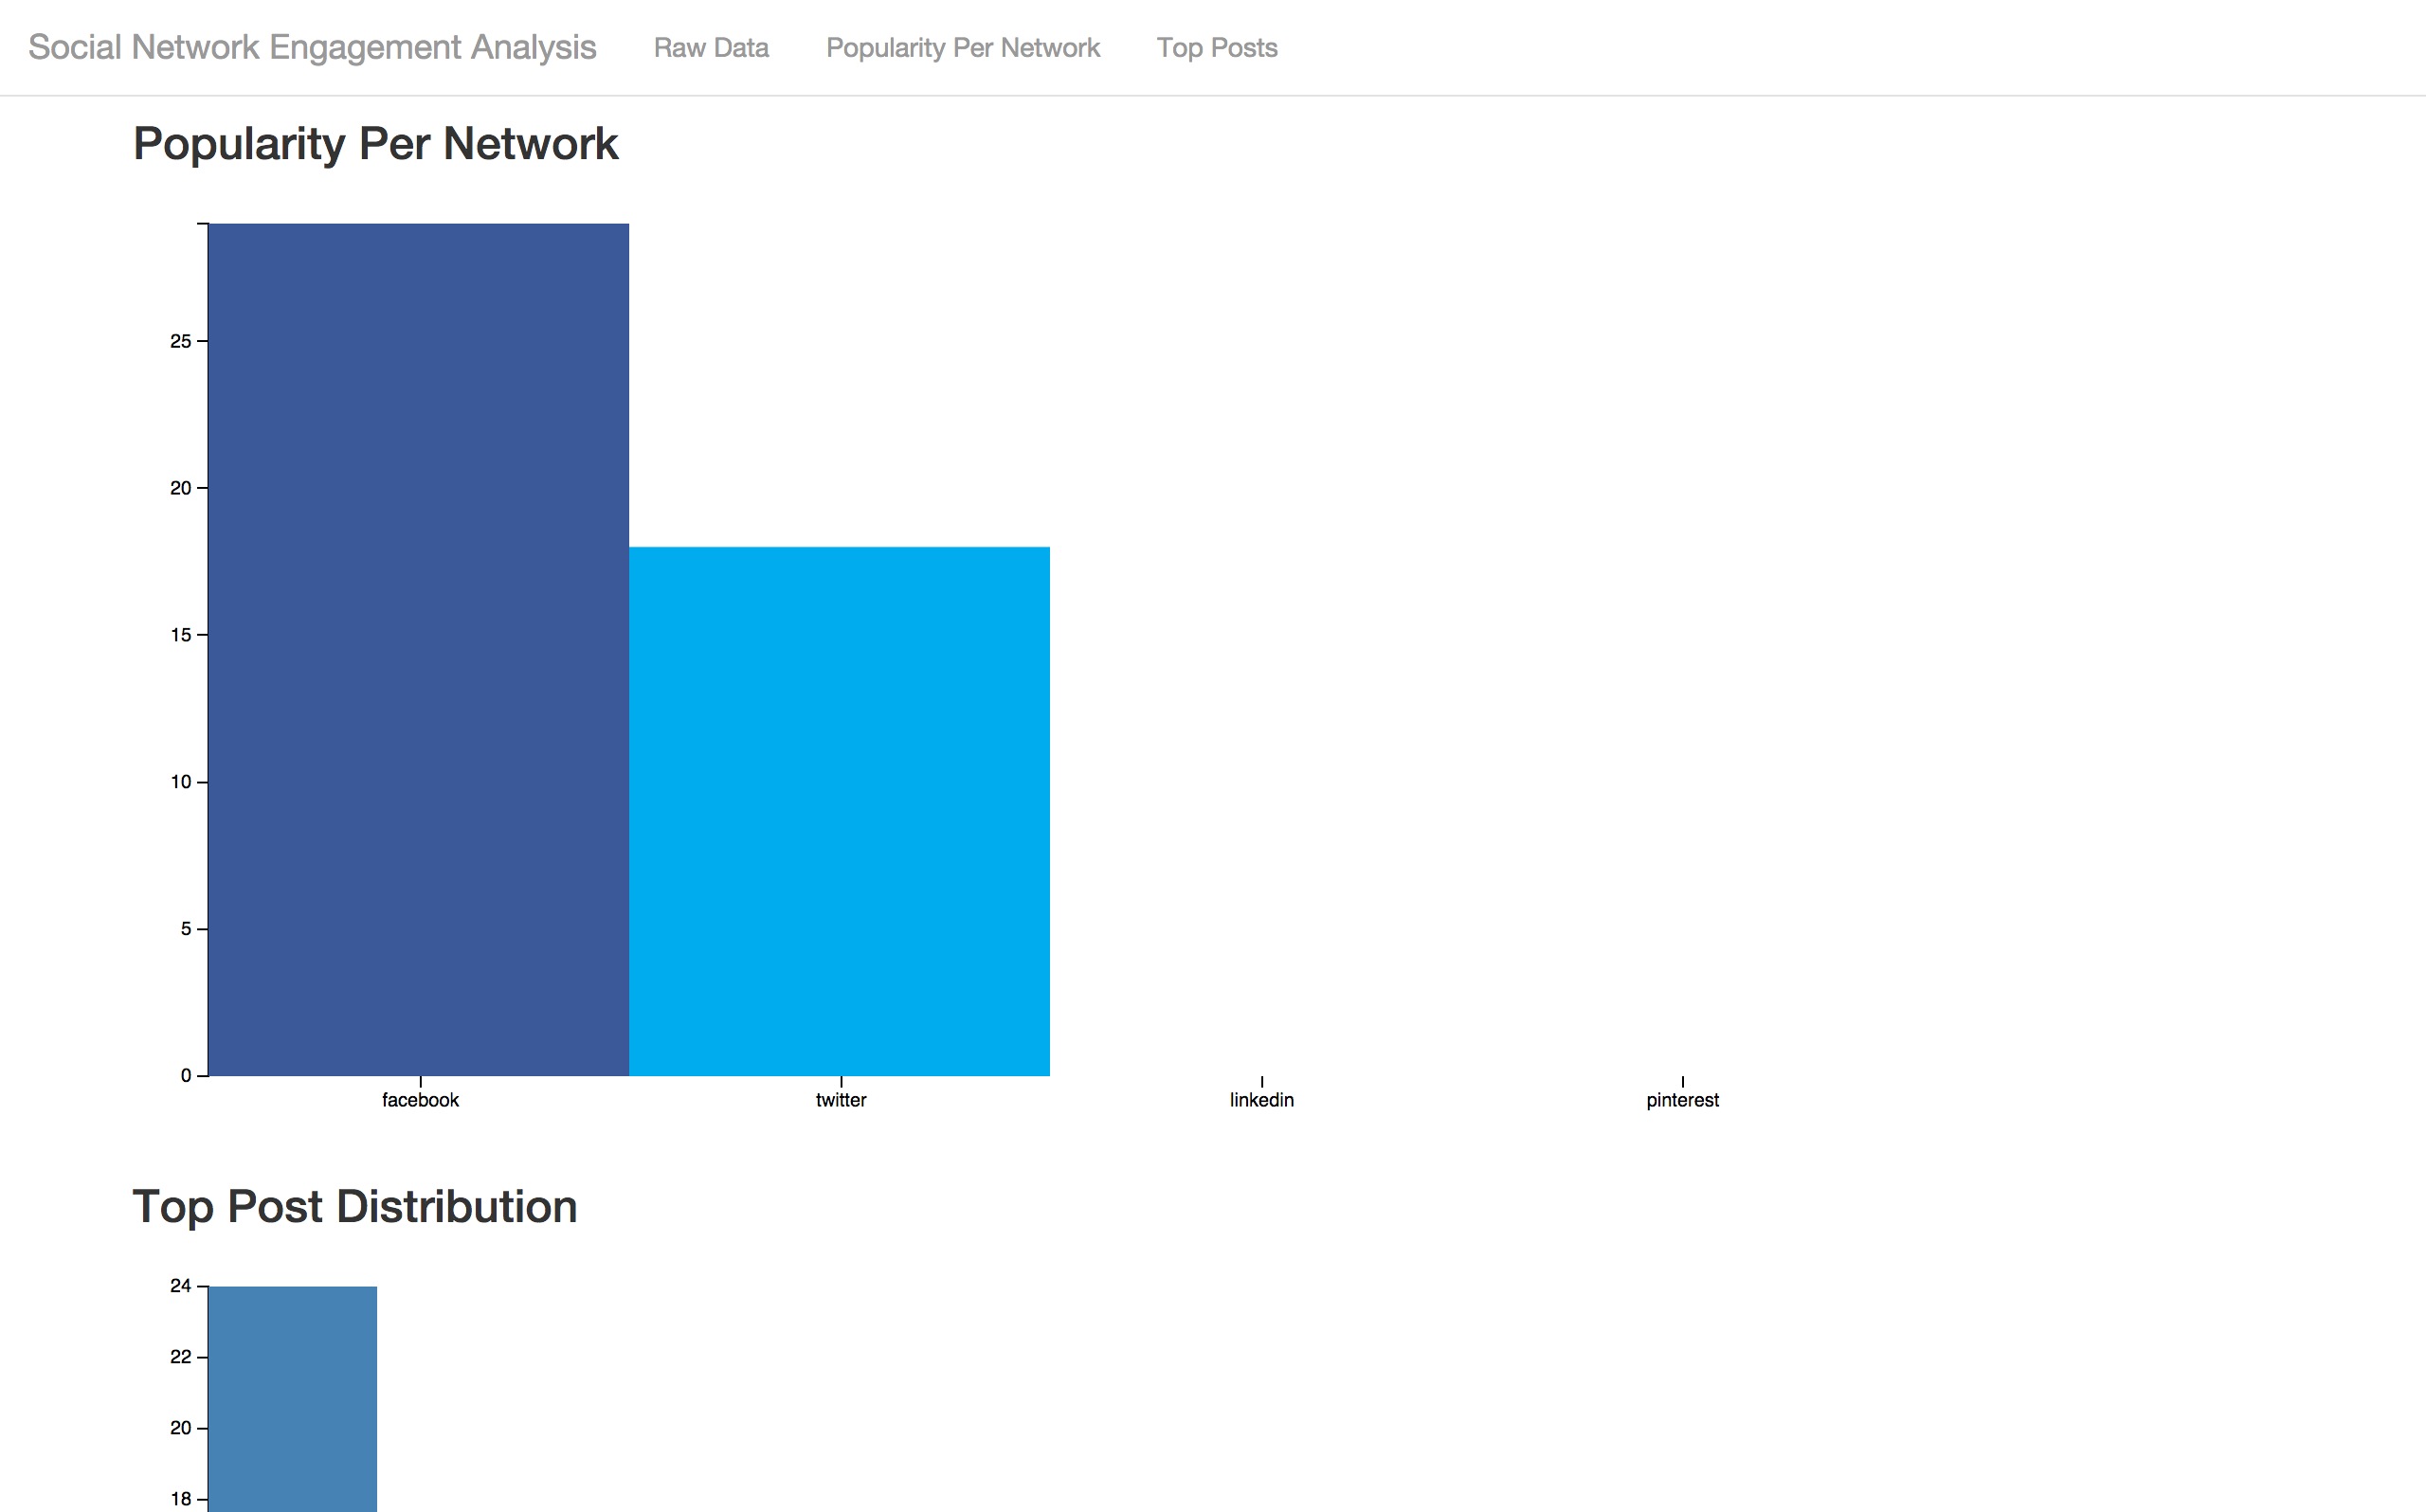 Social Network Engagement Analysis Raw Data Popularity Per Network Top Posts
Popularity Per Network
25
20
15
10
5
0
facebook twitter linkedin pinterest
Top Post Distribution
24
22
20
18